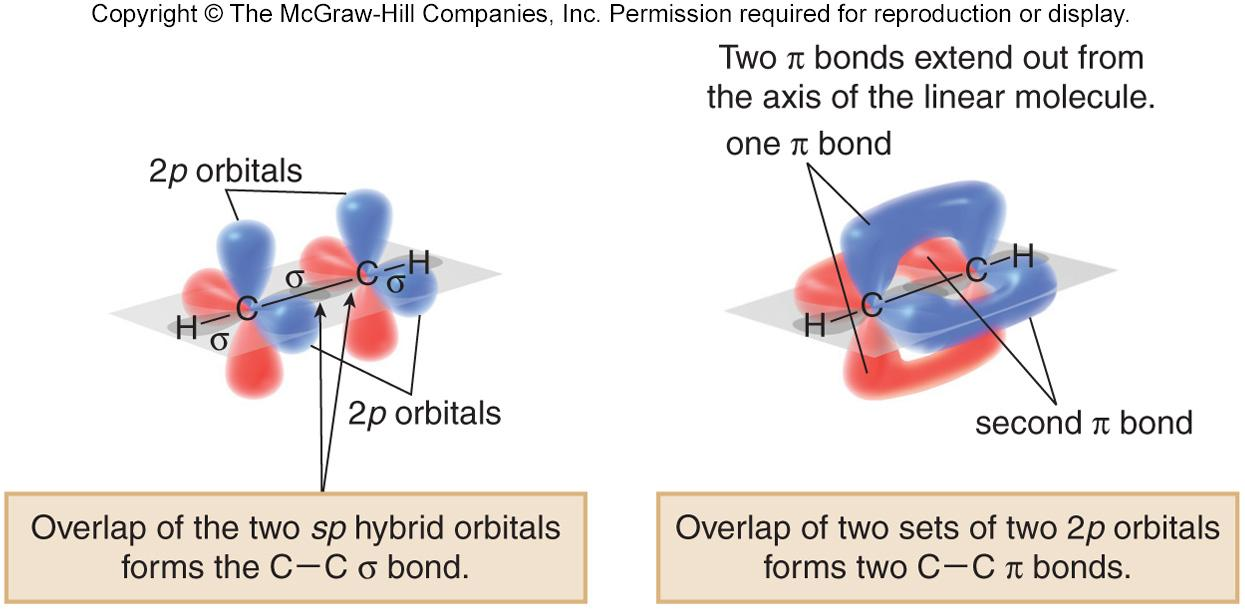 Copyright © The McGraw-Hill Companies, Inc. Permission required for reproduction or display.
Two π bonds extend out from
the axis of the linear molecule.
one π bond
2p orbitals
σ
C
H
σ
C
H
σ
2p orbitals
C
H
C
H
second π bond
Overlap of the two sp hybrid orbitals
forms the C−C σ bond.
Overlap of two sets of two 2p orbitals
forms two C−C π bonds.